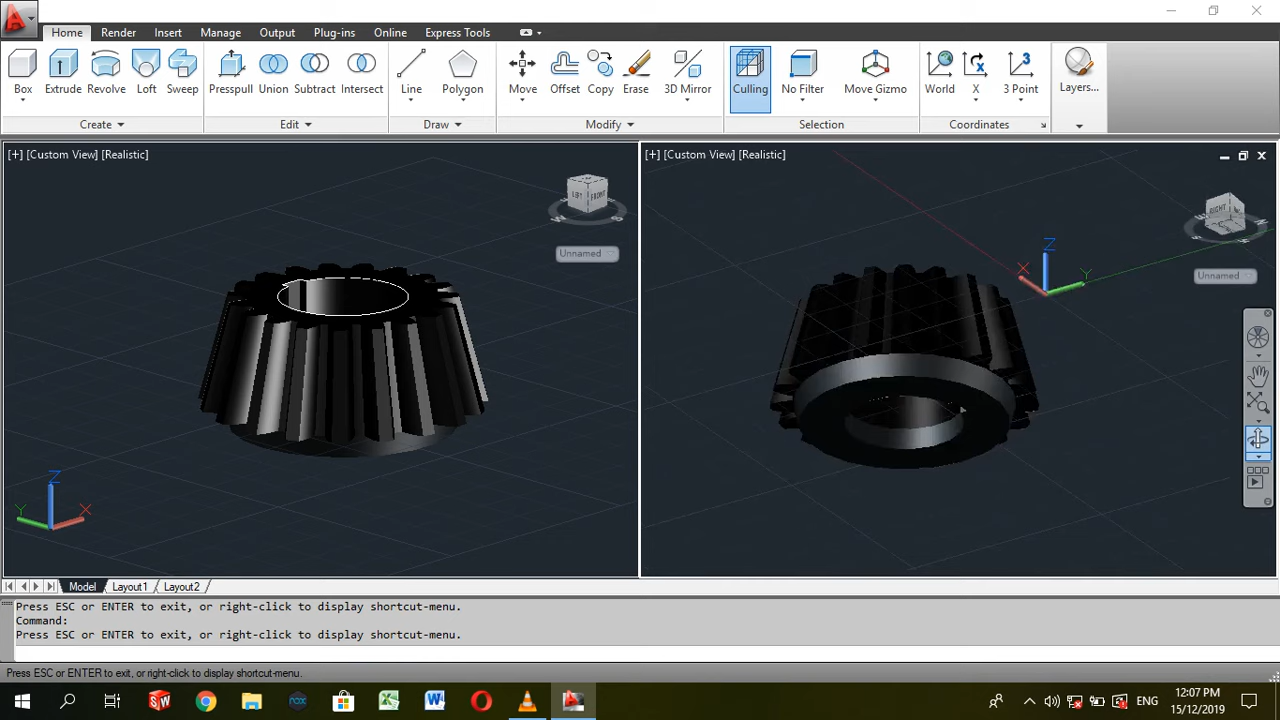 Home Render Insert Manage Output Plug-ins Online Express Tools
Box Extrude Revolve Loft Sweep Presspull Union Subtract Intersect Line Polygon Move Offset Copy Erase 3D Mirror Culling No Filter Move Gizmo World X 3 Point Layers...
Create Edit Draw Modify Selection Coordinates
[+] [Custom View] [Realistic]
[+] [Custom View] [Realistic]
LEFT FRONT
RIGHT
Unnamed
Unnamed
Z
X
Y
Z
Y
X
Model Layout1 Layout2
Press ESC or ENTER to exit, or right-click to display shortcut-menu.
Command:
Press ESC or ENTER to exit, or right-click to display shortcut-menu.
Press ESC or ENTER to exit, or right-click to display shortcut-menu.
ENG
12:07 PM
15/12/2019